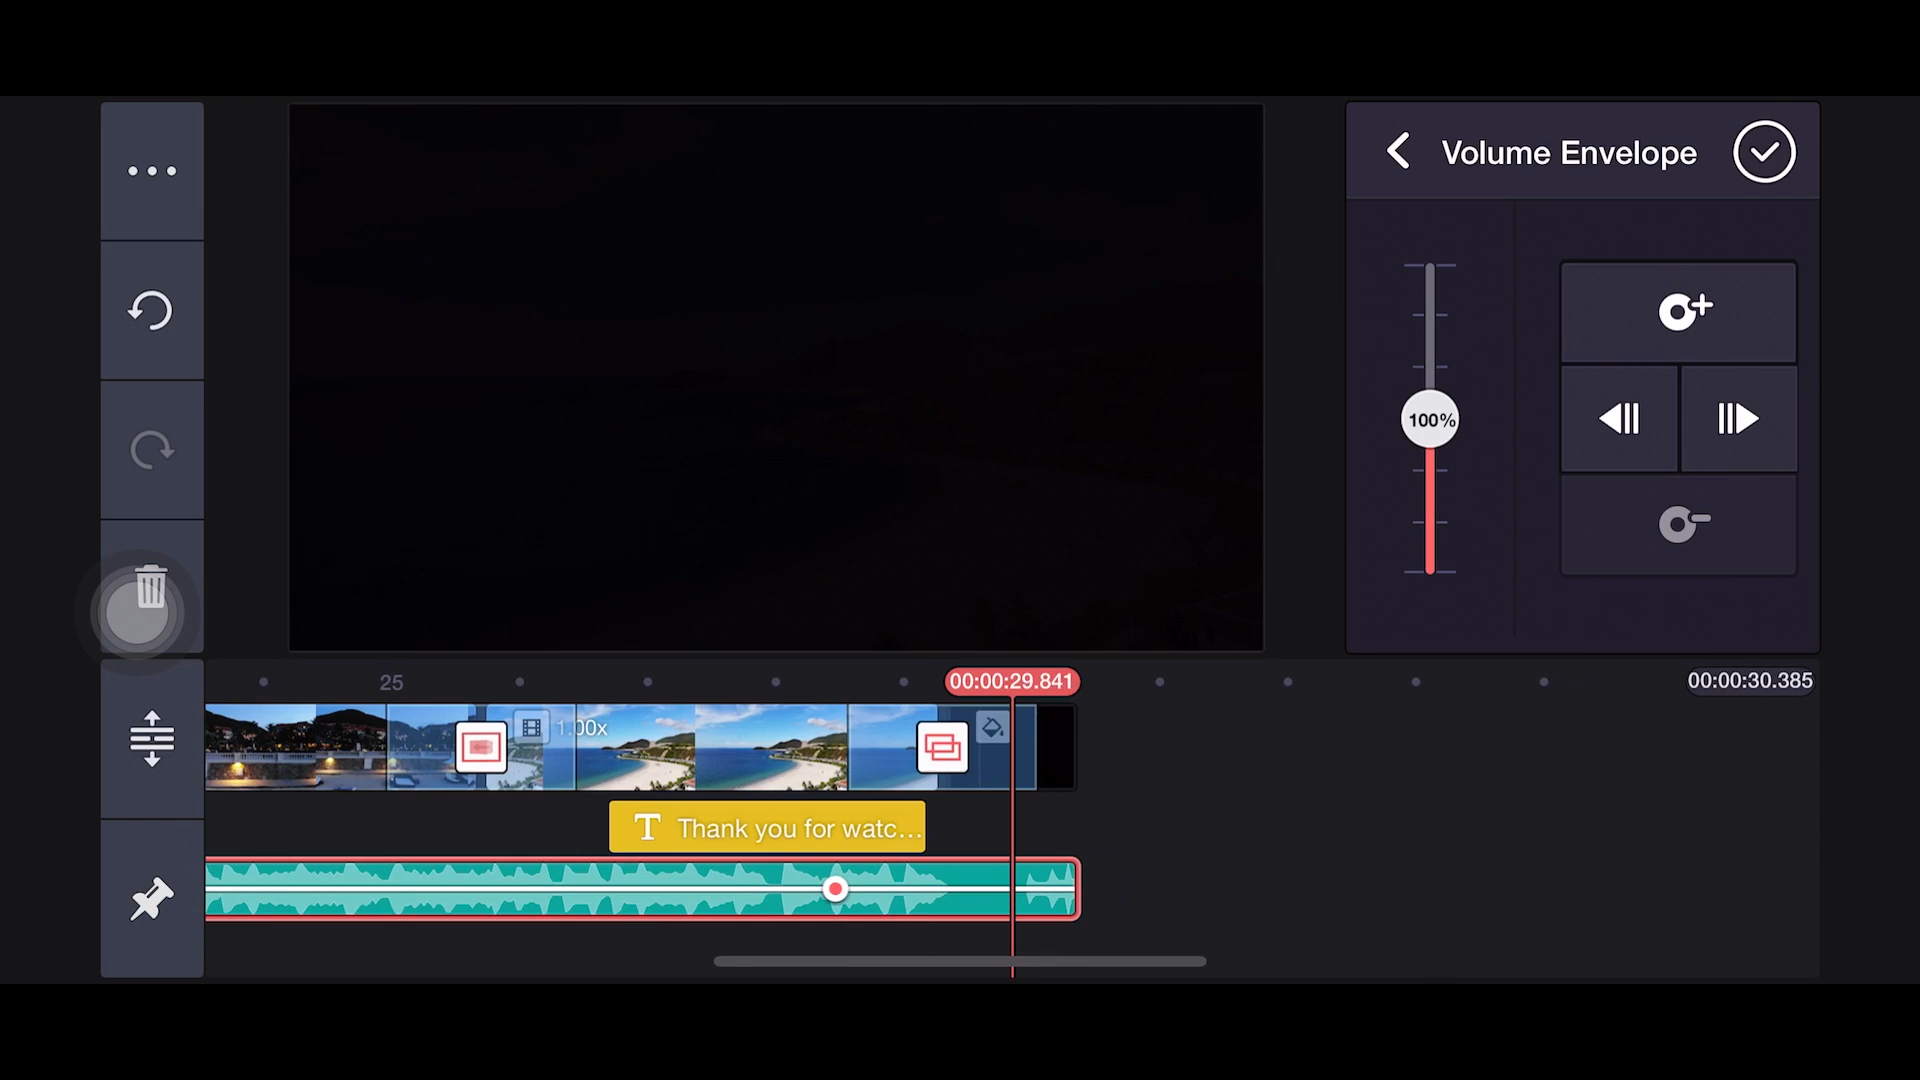 Volume Envelope
100%
25
00:00:29.841
00:00:30.385
1.00x
T Thank you for watc...